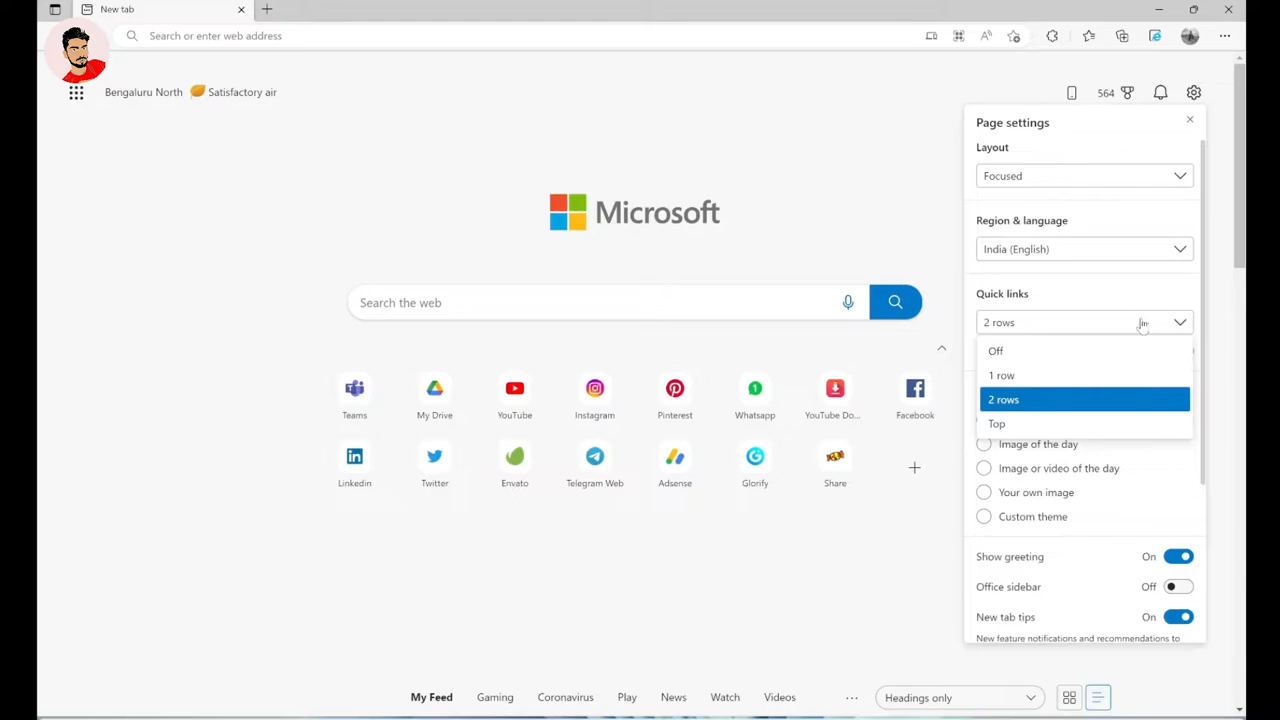 New tab
Search or enter web address
Bengaluru North Satisfactory air
564
Page settings
Layout
Focused
Region & language
India (English)
Quick links
2 rows
Off
1 row
2 rows
Top
Image of the day
Image or video of the day
Your own image
Custom theme
Show greeting On
Office sidebar Off
New tab tips On
New feature notifications and recommendations to
Microsoft
Search the web
Teams My Drive YouTube Instagram Pinterest Whatsapp YouTube Do... Facebook
Linkedin Twitter Envato Telegram Web Adsense Glorify Share
My Feed Gaming Coronavirus Play News Watch Videos ... Headings only